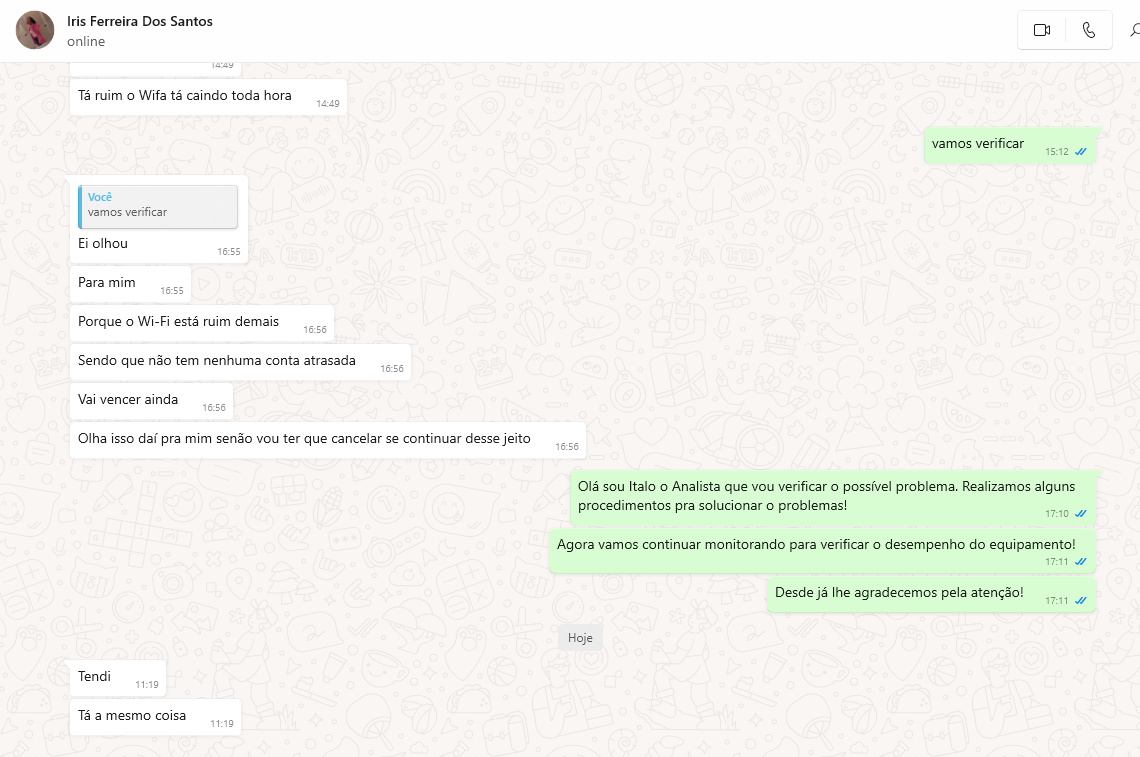 Iris Ferreira Dos Santos
online
14:49
Tá ruim o Wifa tá caindo toda hora
14:49
vamos verificar
15:12
Você
vamos verificar
Ei olhou
16:55
Para mim
16:55
Porque o Wi-Fi está ruim demais
16:56
Sendo que não tem nenhuma conta atrasada
16:56
Vai vencer ainda
16:56
Olha isso daí pra mim senão vou ter que cancelar se continuar desse jeito
16:56
Olá sou Italo o Analista que vou verificar o possível problema. Realizamos alguns
procedimentos pra solucionar o problemas!
17:10
Agora vamos continuar monitorando para verificar o desempenho do equipamento!
17:11
Desde já lhe agradecemos pela atenção!
17:11
Hoje
Tendi
11:19
Tá a mesmo coisa
11:19